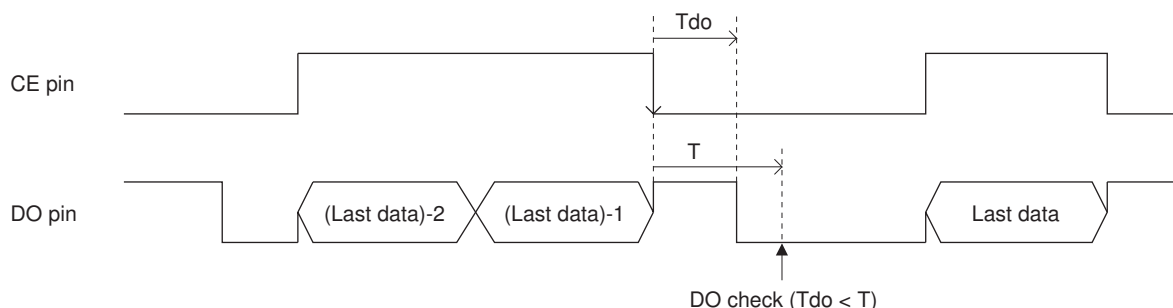 Tdo
CE pin
T
DO pin
(Last data)-2
(Last data)-1
Last data
DO check (Tdo < T)